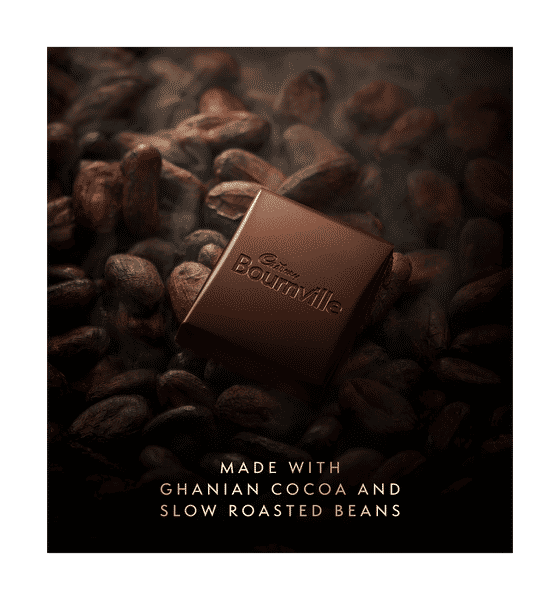 Cadbury
Bournville
MADE WITH
GHANIAN COCOA AND
SLOW ROASTED BEANS